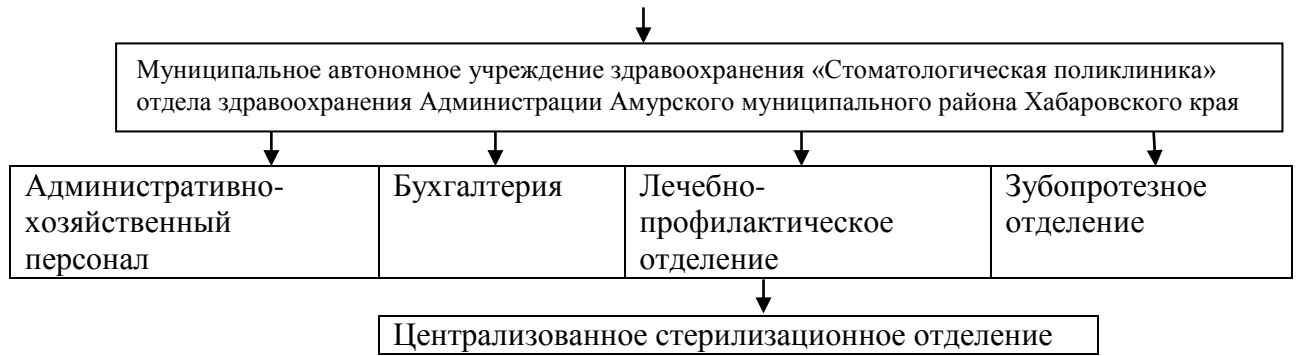 Муниципальное автономное учреждение здравоохранения «Стоматологическая поликлиника»
отдела здравоохранения Администрации Амурского муниципального района Хабаровского края
Административно-
хозяйственный
персонал
Бухгалтерия
Лечебно-
профилактическое
отделение
Зубопротезное
отделение
Централизованное стерилизационное отделение